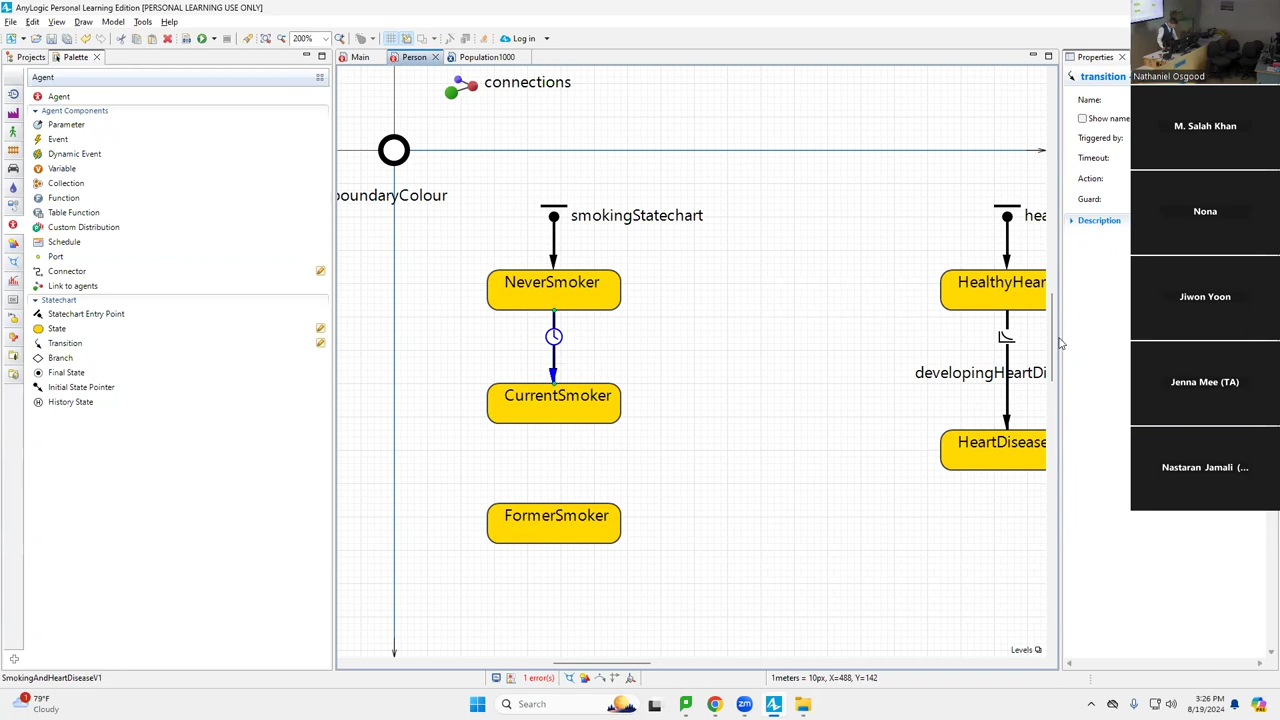 AnyLogic Personal Learning Edition [PERSONAL LEARNING USE ONLY]
File Edit View Draw Model Tools Help
200% Log in
Projects Palette Main Person Population1000 Properties
Agent
Agent
Agent Components
Parameter
Event
Dynamic Event
Variable
Collection
Function
Table Function
Custom Distribution
Schedule
Port
Connector
Link to agents
Statechart
Statechart Entry Point
State
Transition
Branch
Final State
Initial State Pointer
History State
connections
boundaryColour
smokingStatechart
NeverSmoker
CurrentSmoker
FormerSmoker
hea
HealthyHear
developingHeartDi
HeartDisease
Levels
transition
Name:
Show name
Triggered by:
Timeout:
Action:
Guard:
Description
Nathaniel Osgood
M. Salah Khan
Nona
Jiwon Yoon
Jenna Mee (TA)
Nastaran Jamali (...
SmokingAndHeartDiseaseV1
1 error(s)
1meters = 10px, X=488, Y=142
1
79°F
Cloudy
Search
3:26 PM
8/19/2024